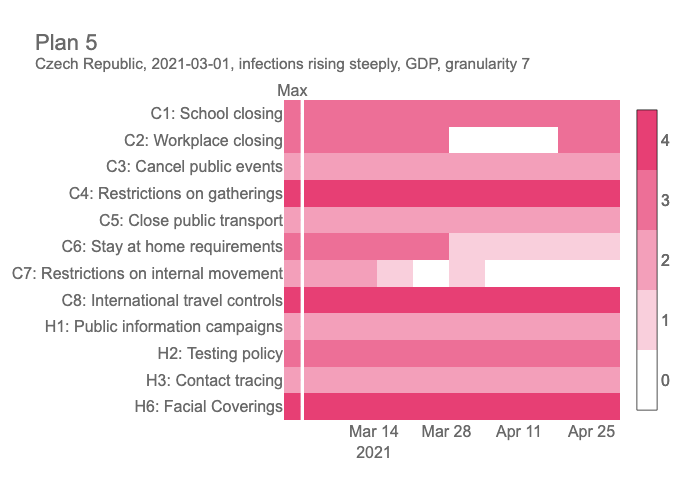 Plan 5
Czech Republic, 2021-03-01, infections rising steeply, GDP, granularity 7
Max
C1: School closing
C2: Workplace closing
C3: Cancel public events
C4: Restrictions on gatherings
C5: Close public transport
C6: Stay at home requirements
C7: Restrictions on internal movement
C8: International travel controls
H1: Public information campaigns
H2: Testing policy
H3: Contact tracing
H6: Facial Coverings
Mar 14 Mar 28 Apr 11 Apr 25
2021
4
3
2
1
0